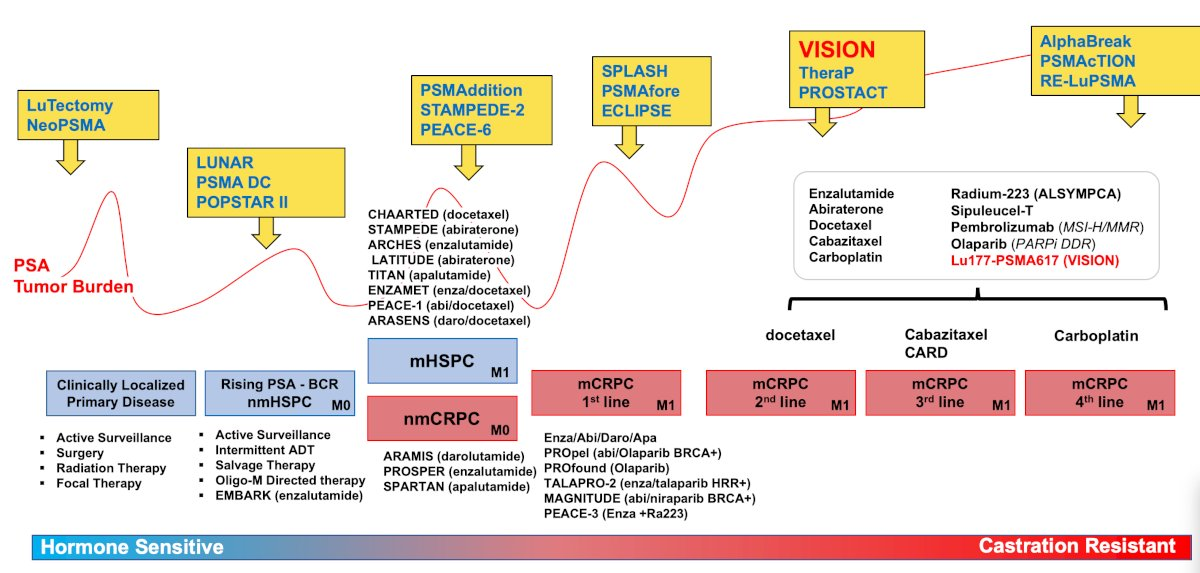 LuTectomy
NeoPSMA
LUNAR
PSMA DC
POPSTAR II
PSMAddition
STAMPEDE-2
PEACE-6
SPLASH
PSMAfore
ECLIPSE
VISION
TheraP
PROSTACT
AlphaBreak
PSMAcTION
RE-LuPSMA
PSA
Tumor Burden
CHAARTED (docetaxel)
STAMPEDE (abiraterone)
ARCHES (enzalutamide)
LATITUDE (abiraterone)
TITAN (apalutamide)
ENZAMET (enza/docetaxel)
PEACE-1 (abi/docetaxel)
ARASENS (daro/docetaxel)
Enzalutamide
Abiraterone
Docetaxel
Cabazitaxel
Carboplatin
Radium-223 (ALSYMPCA)
Sipuleucel-T
Pembrolizumab (MSI-H/MMR)
Olaparib (PARPi DDR)
Lu177-PSMA617 (VISION)
docetaxel
Cabazitaxel
CARD
Carboplatin
Clinically Localized
Primary Disease
Rising PSA - BCR
nmHSPC M0
mHSPC
M1
nmCRPC
M0
mCRPC
1st line M1
mCRPC
2nd line M1
mCRPC
3rd line M1
mCRPC
4th line M1
▪ Active Surveillance
▪ Surgery
▪ Radiation Therapy
▪ Focal Therapy
▪ Active Surveillance
▪ Intermittent ADT
▪ Salvage Therapy
▪ Oligo-M Directed therapy
▪ EMBARK (enzalutamide)
ARAMIS (darolutamide)
PROSPER (enzalutamide)
SPARTAN (apalutamide)
Enza/Abi/Daro/Apa
PROpel (abi/Olaparib BRCA+)
PROfound (Olaparib)
TALAPRO-2 (enza/talaparib HRR+)
MAGNITUDE (abi/niraparib BRCA+)
PEACE-3 (Enza +Ra223)
Hormone Sensitive
Castration Resistant